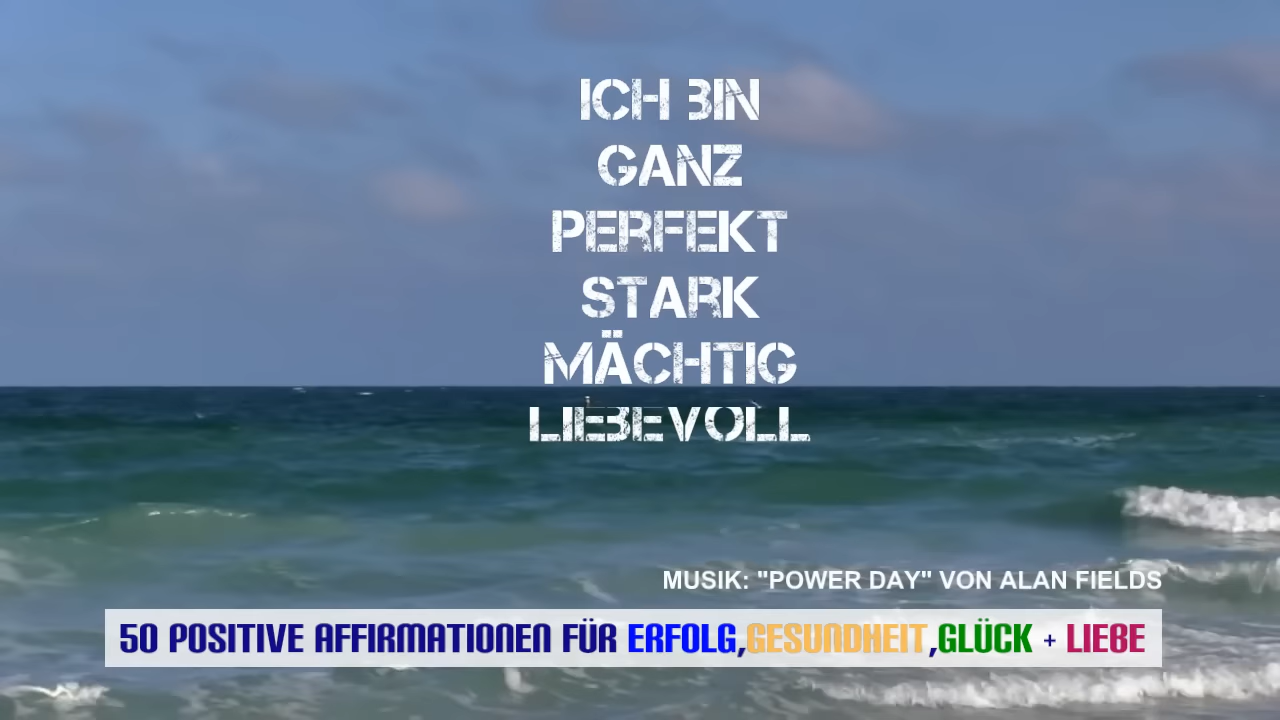 ICH BIN
GANZ
PERFEKT
STARK
MÄCHTIG
LIEBEVOLL
MUSIK: "POWER DAY" VON ALAN FIELDS
50 POSITIVE AFFIRMATIONEN FÜR ERFOLG,GESUNDHEIT,GLÜCK + LIEBE